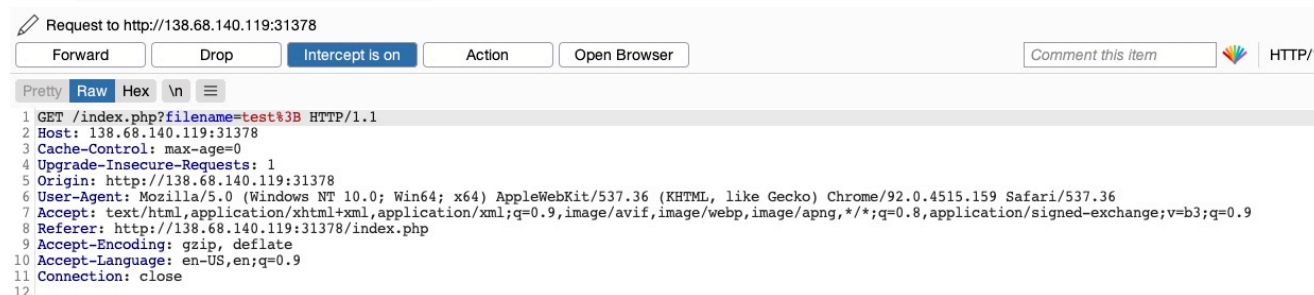 Request to http://138.68.140.119:31378
Forward Drop Intercept is on Action Open Browser Comment this item HTTP/
Pretty Raw Hex \n
1 GET /index.php?filename=test%3B HTTP/1.1
2 Host: 138.68.140.119:31378
3 Cache-Control: max-age=0
4 Upgrade-Insecure-Requests: 1
5 Origin: http://138.68.140.119:31378
6 User-Agent: Mozilla/5.0 (Windows NT 10.0; Win64; x64) AppleWebKit/537.36 (KHTML, like Gecko) Chrome/92.0.4515.159 Safari/537.36
7 Accept: text/html,application/xhtml+xml,application/xml;q=0.9,image/avif,image/webp,image/apng,*/*;q=0.8,application/signed-exchange;v=b3;q=0.9
8 Referer: http://138.68.140.119:31378/index.php
9 Accept-Encoding: gzip, deflate
10 Accept-Language: en-US,en;q=0.9
11 Connection: close
12